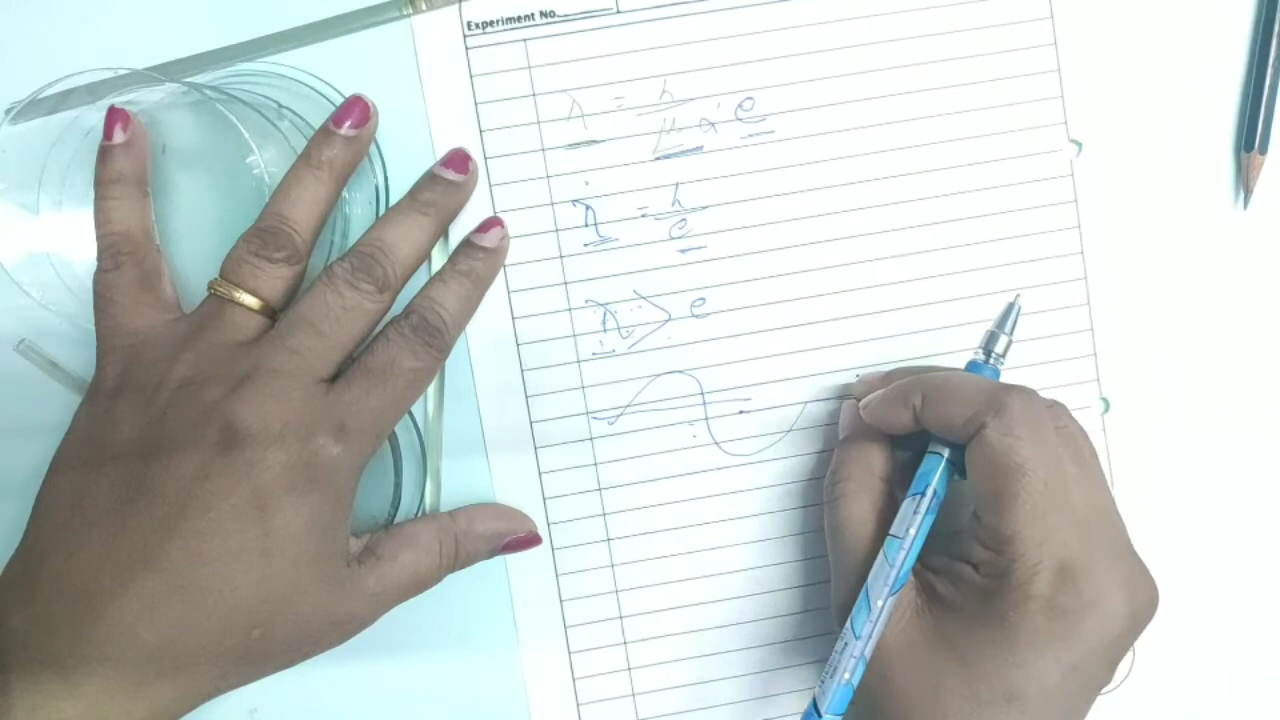 Experiment No.
λ = h / μ α e
λ = h / e
λ > e